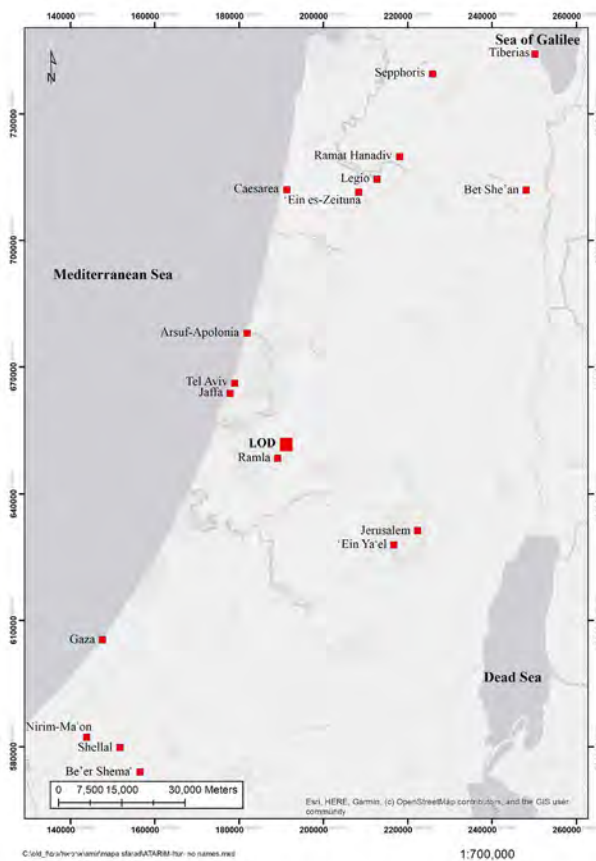 140000 160000 180000 200000 220000 240000 260000
Sea of Galilee
Tiberias
N
Sepphoris
730000
Ramat Hanadiv
Legio
Caesarea
'Ein es-Zeituna
Bet She'an
700000
Mediterranean Sea
Arsuf-Apolonia
670000
Tel Aviv
Jaffa
LOD
Ramla
640000
Jerusalem
'Ein Ya'el
610000
Gaza
Dead Sea
Nirim-Ma'on
Shellal
580000
Be'er Shema'
0 7,500 15,000 30,000 Meters
Esri, HERE, Garmin, (c) OpenStreetMap contributors, and the GIS user
community
140000 160000 180000 200000 220000 240000 260000
1:700,000